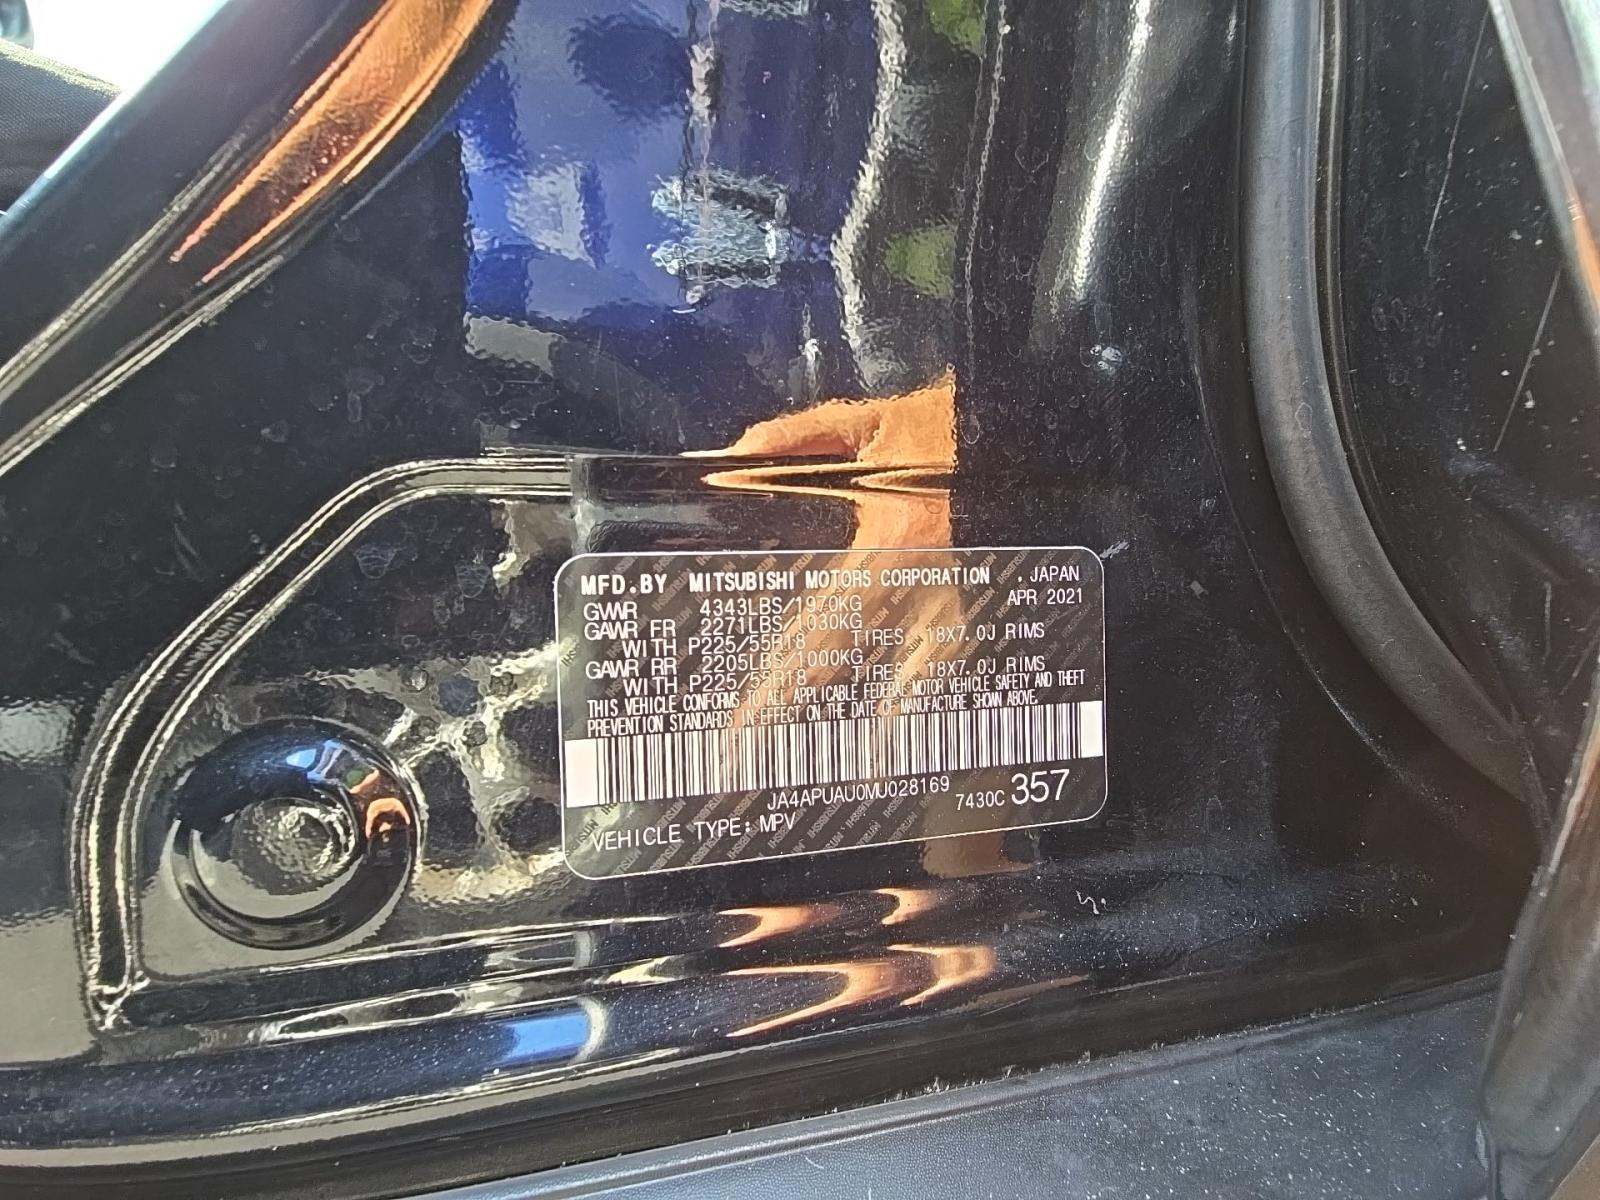 MFD.BY MITSUBISHI MOTORS CORPORATION . JAPAN
GVWR 4343LBS/1970KG APR 2021
GAWR FR 2271LBS/1030KG
WITH P225/55R18 TIRES, 18X7.0J RIMS
GAWR RR 2205LBS/1000KG
WITH P225/55R18 TIRES, 18X7.0J RIMS
THIS VEHICLE CONFORMS TO ALL APPLICABLE FEDERAL MOTOR VEHICLE SAFETY AND THEFT
PREVENTION STANDARDS IN EFFECT ON THE DATE OF MANUFACTURE SHOWN ABOVE.
JA4APUAU0MU028169 7430C 357
VEHICLE TYPE: MPV